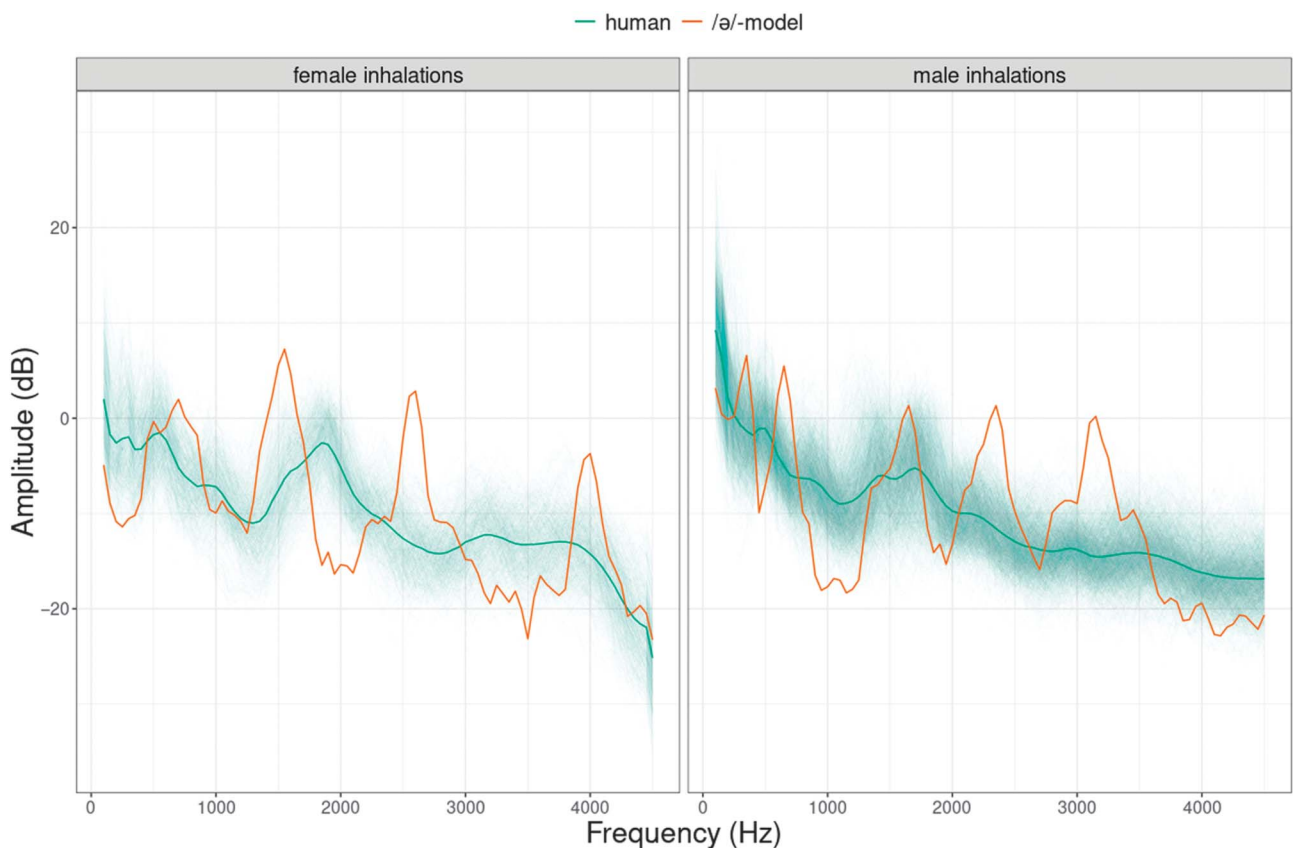 human /ə/-model
female inhalations
male inhalations
Amplitude (dB)
20
0
−20
0 1000 2000 3000 4000
0 1000 2000 3000 4000
Frequency (Hz)